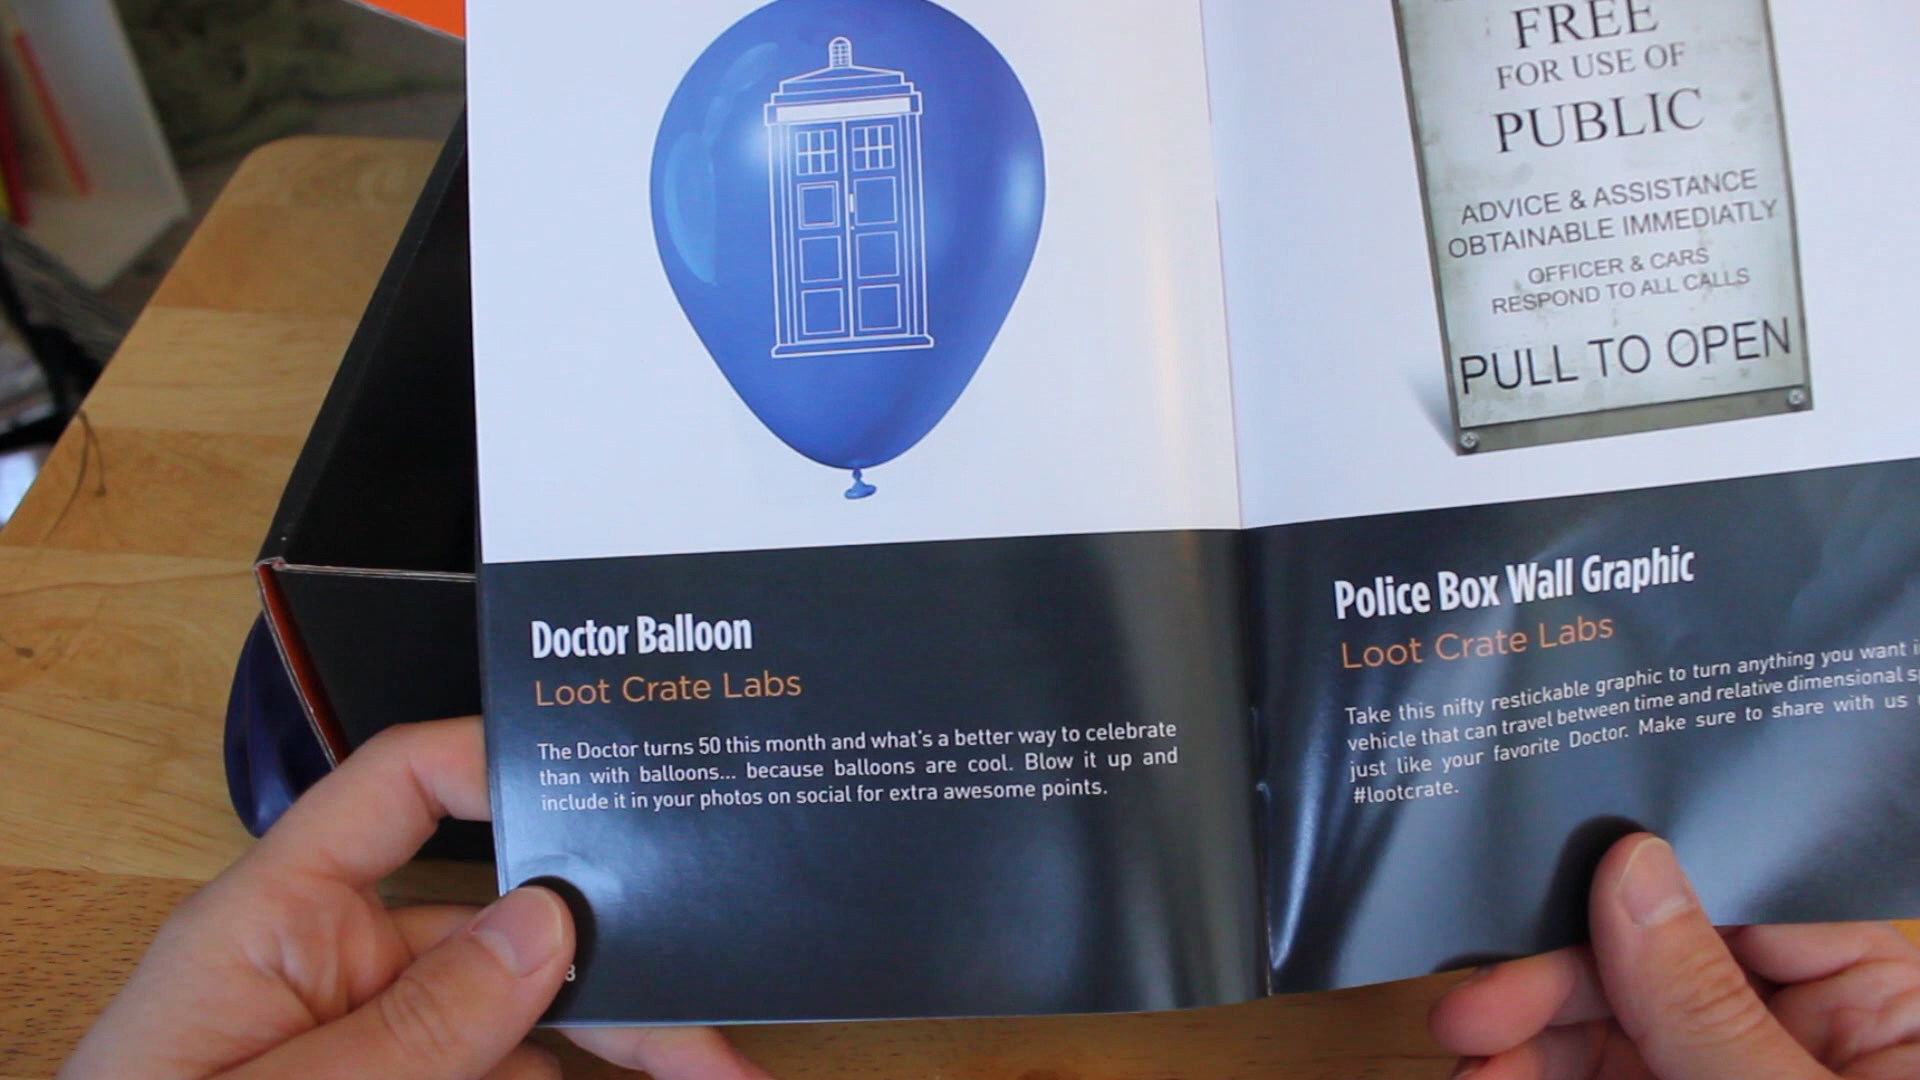 FREE
FOR USE OF
PUBLIC
ADVICE & ASSISTANCE
OBTAINABLE IMMEDIATLY
OFFICER & CARS
RESPOND TO ALL CALLS
PULL TO OPEN
Doctor Balloon
Loot Crate Labs
The Doctor turns 50 this month and what's a better way to celebrate
than with balloons... because balloons are cool. Blow it up and
include it in your photos on social for extra awesome points.
8
Police Box Wall Graphic
Loot Crate Labs
Take this nifty restickable graphic to turn anything you want
vehicle that can travel between time and relative dimensional
just like your favorite Doctor. Make sure to share with us
#lootcrate.